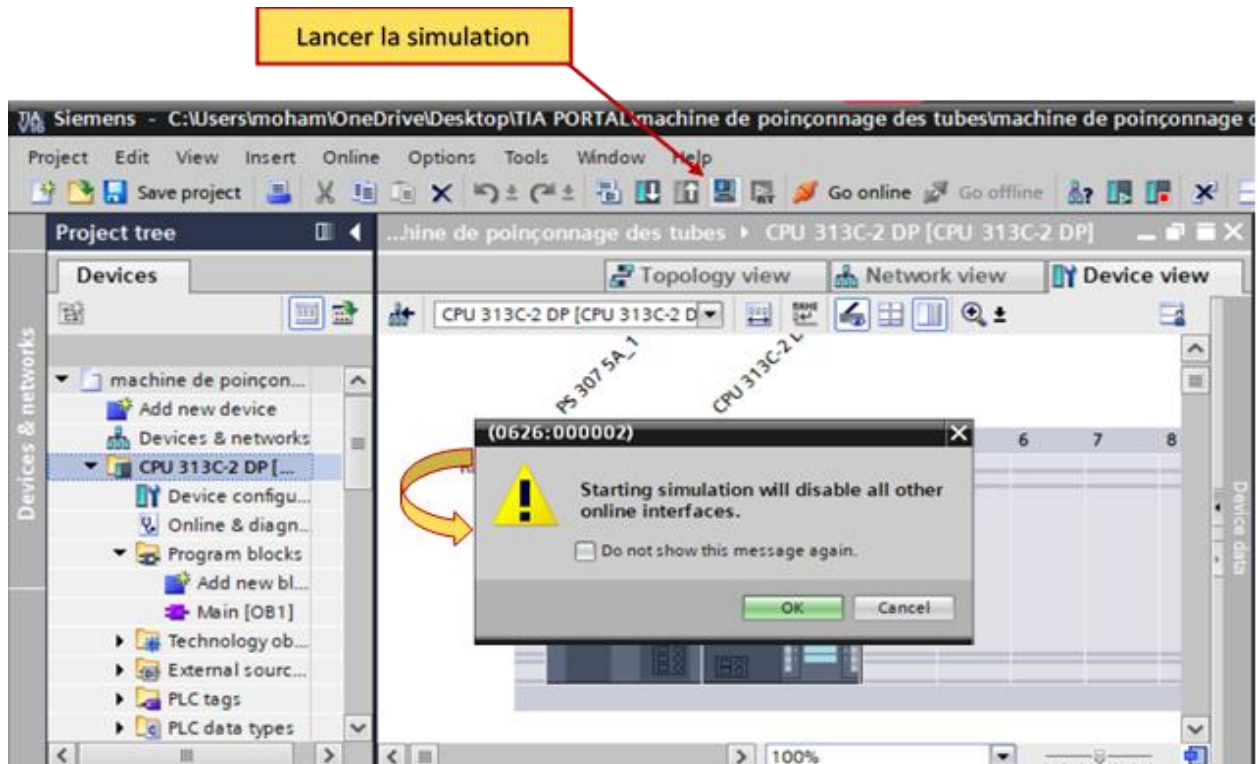 Lancer la simulation
Siemens - C:\Users\moham\OneDrive\Desktop\TIA PORTAL\machine de poinçonnage des tubes\machine de poinçonnage
Project Edit View Insert Online Options Tools Window Help
Save project RT Go online Go offline
Project tree
...hine de poinçonnage des tubes ▸ CPU 313C-2 DP [CPU 313C-2 DP]
Devices
Topology view Network view Device view
CPU 313C-2 DP [CPU 313C-2 D
Devices & networks
PS 307 5A_1
CPU 313C-2
machine de poinçon...
Add new device
Devices & networks
CPU 313C-2 DP [...
Device configu...
Online & diagn...
Program blocks
Add new bl...
Main [OB1]
Technology ob...
External sourc...
PLC tags
PLC data types
(0626:000002)
Starting simulation will disable all other
online interfaces.
Do not show this message again.
OK Cancel
6 7 8
Device data
100%